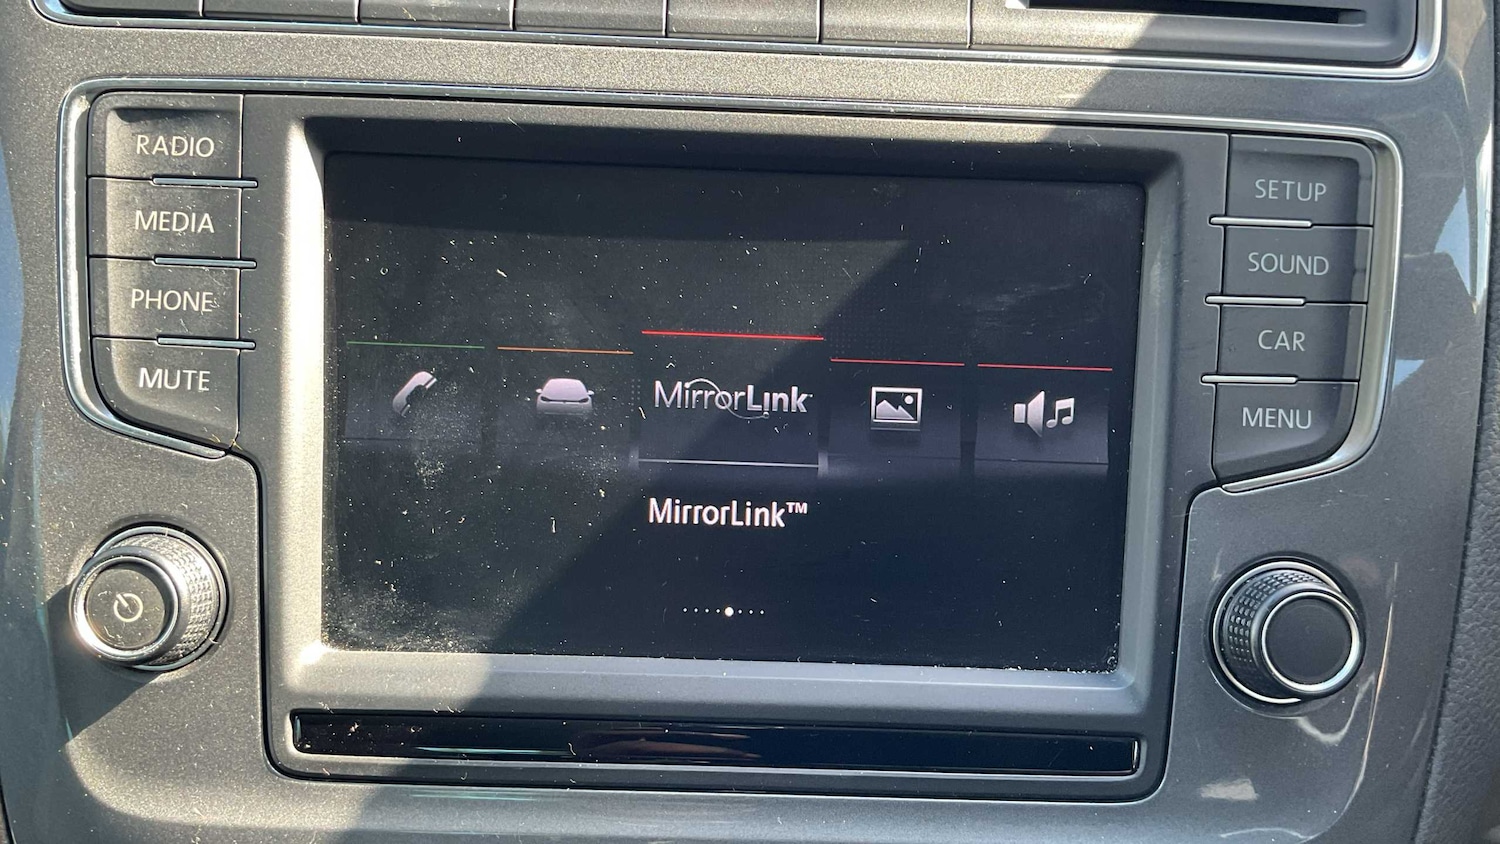 RADIO
MEDIA
PHONE
MUTE
MirrorLink
MirrorLink™
SETUP
SOUND
CAR
MENU